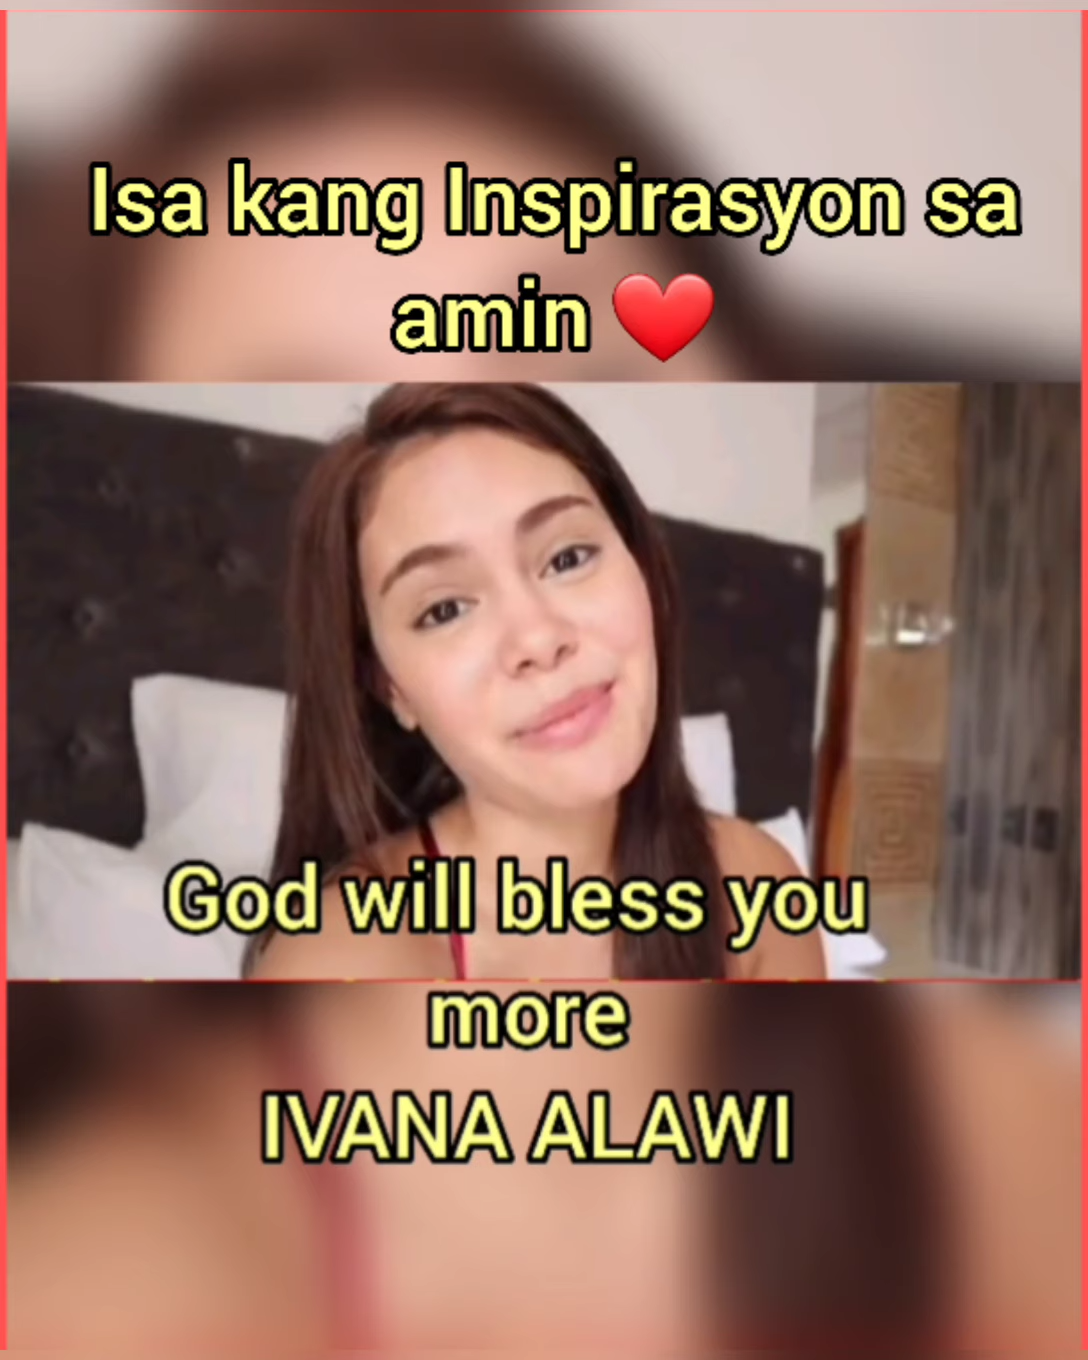 Isa kang Inspirasyon sa
amin ❤️
God will bless you
more
IVANA ALAWI